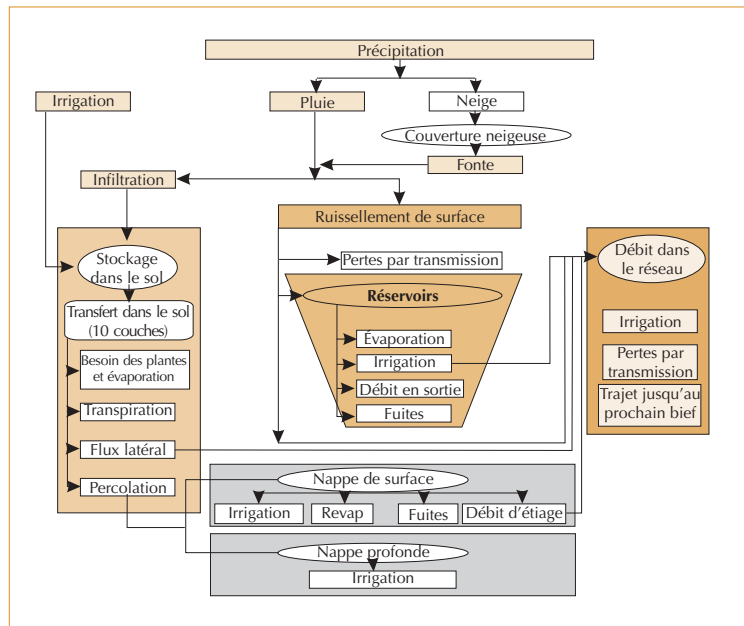 Précipitation
Irrigation
Pluie
Neige
Couverture neigeuse
Fonte
Infiltration
Ruissellement de surface
Stockage
dans le sol
Transfert dans le sol
(10 couches)
Besoin des plantes
et évaporation
Transpiration
Flux latéral
Percolation
Pertes par transmission
Réservoirs
Évaporation
Irrigation
Débit en sortie
Fuites
Débit dans
le réseau
Irrigation
Pertes par
transmission
Trajet jusqu'au
prochain bief
Nappe de surface
Irrigation
Revap
Fuites
Débit d'étiage
Nappe profonde
Irrigation